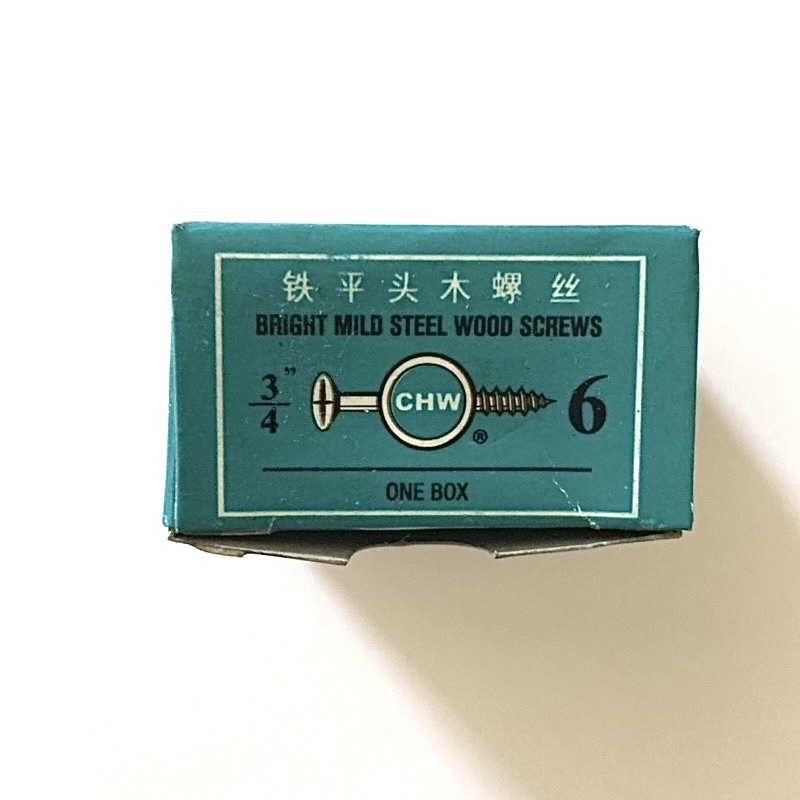 铁平头木螺丝
BRIGHT MILD STEEL WOOD SCREWS
3/4" CHW® 6
ONE BOX